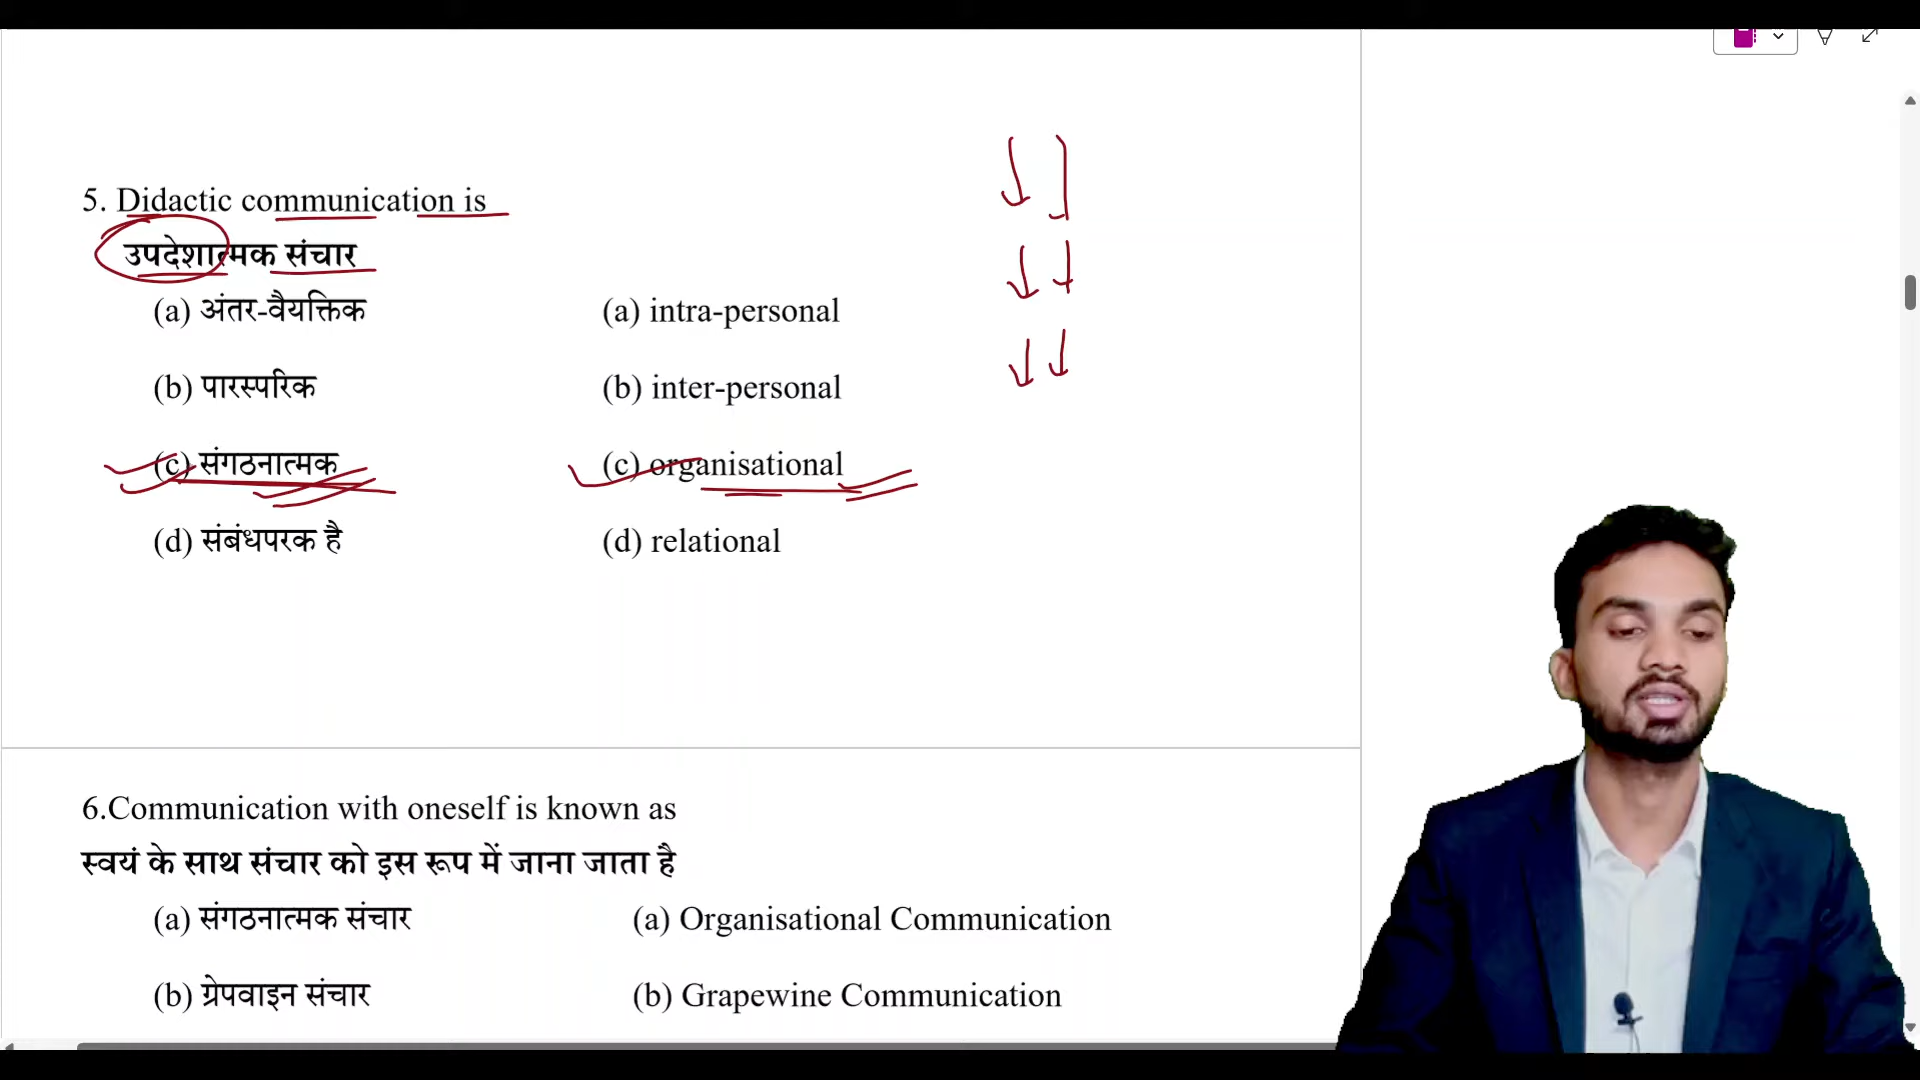 5. Didactic communication is
उपदेशात्मक संचार
(a) अंतर-वैयक्तिक (a) intra-personal
(b) पारस्परिक (b) inter-personal
(c) संगठनात्मक (c) organisational
(d) संबंधपरक है (d) relational
6.Communication with oneself is known as
स्वयं के साथ संचार को इस रूप में जाना जाता है
(a) संगठनात्मक संचार (a) Organisational Communication
(b) ग्रेपवाइन संचार (b) Grapewine Communication